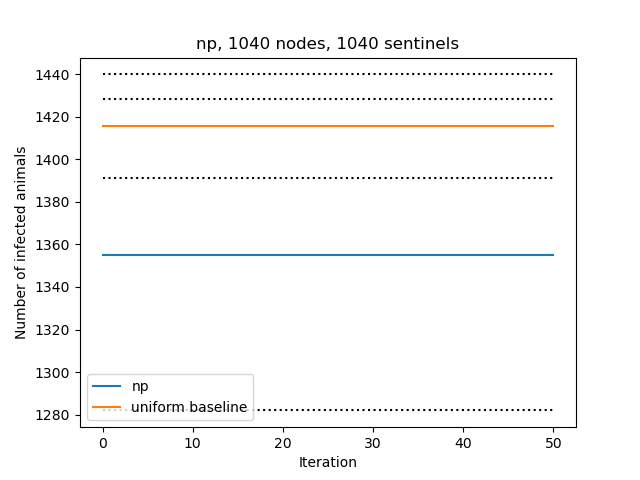 np, 1040 nodes, 1040 sentinels
Number of infected animals
1440
1420
1400
1380
1360
1340
1320
1300
1280
np
uniform baseline
0 10 20 30 40 50
Iteration